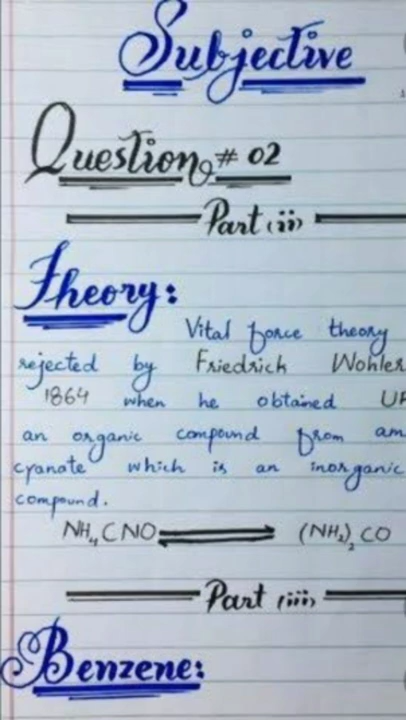 Subjective
Question # 02
Part (ii)
Theory:
Vital force theory
rejected by Friedrich Wohler
1864 when he obtained
an organic compound from
cyanate which is an inorganic
compound.
NH₄CNO ⇌ (NH₂)₂CO
Part (iii)
Benzene: